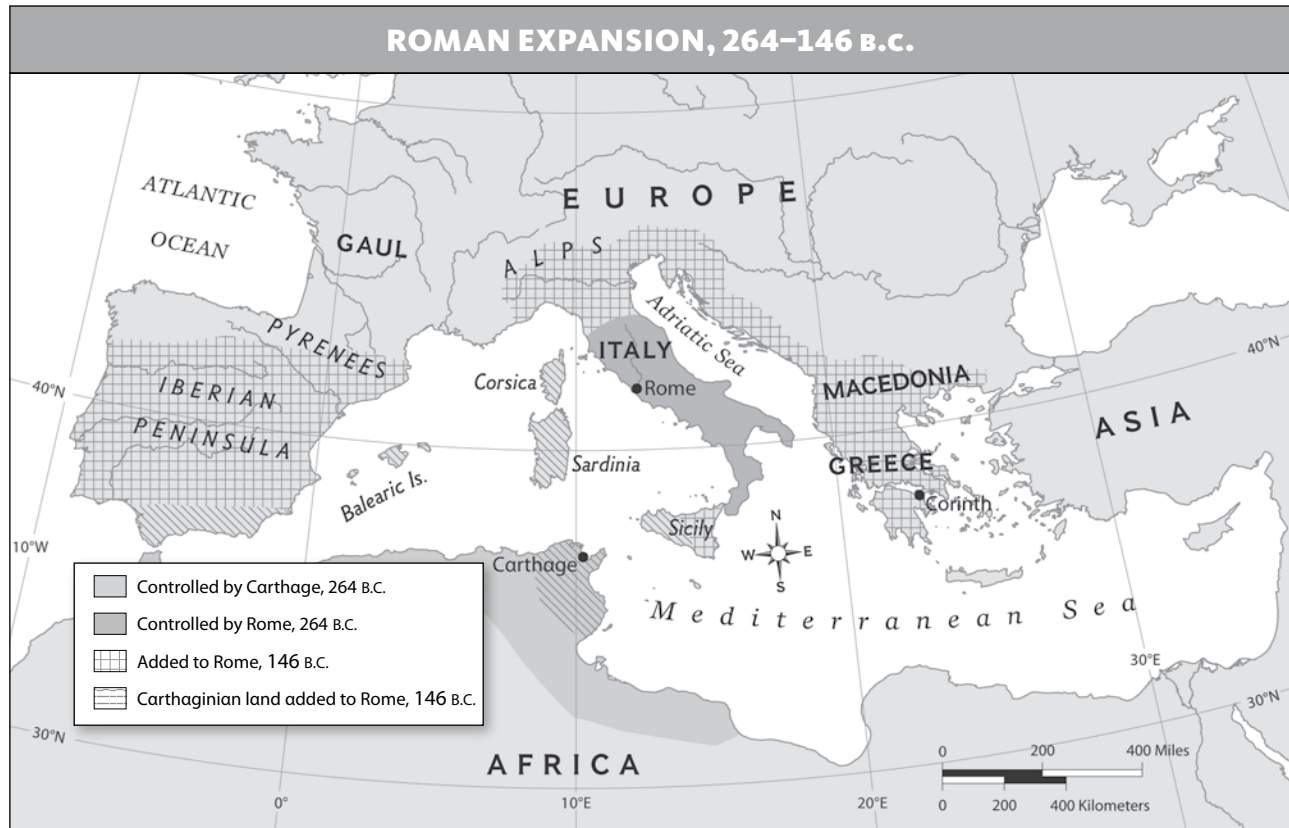 ROMAN EXPANSION, 264–146 B.C.
ATLANTIC
OCEAN
EUROPE
GAUL
ALPS
PYRENEES
Adriatic Sea
ITALY
Rome
Corsica
MACEDONIA
40°N
40°N
IBERIAN
PENINSULA
ASIA
Sardinia
GREECE
Balearic Is.
Corinth
Sicily
N
W
E
S
10°W
Carthage
Mediterranean Sea
Controlled by Carthage, 264 B.C.
Controlled by Rome, 264 B.C.
Added to Rome, 146 B.C.
Carthaginian land added to Rome, 146 B.C.
30°E
30°N
30°N
AFRICA
0 200 400 Miles
0 200 400 Kilometers
0°
10°E
20°E